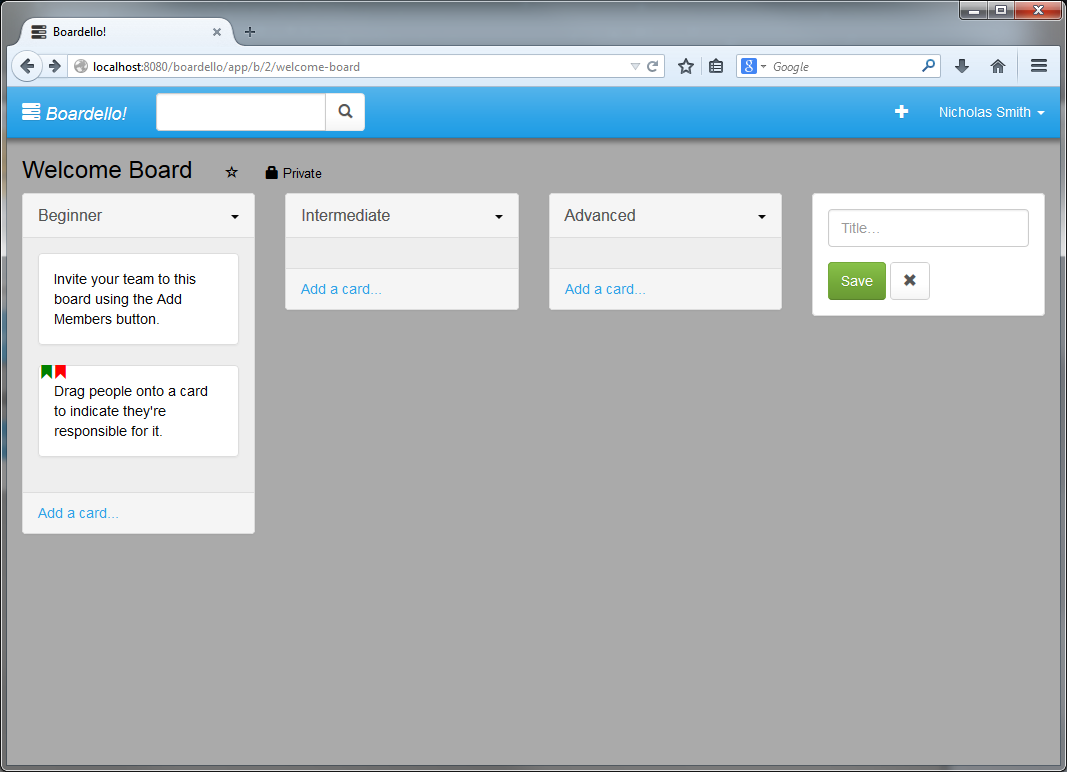 Boardello!
localhost:8080/boardello/app/b/2/welcome-board
Google
Boardello!
Nicholas Smith
Welcome Board
Private
Beginner
Intermediate
Advanced
Title...
Save
Invite your team to this
board using the Add
Members button.
Add a card...
Add a card...
Drag people onto a card
to indicate they're
responsible for it.
Add a card...